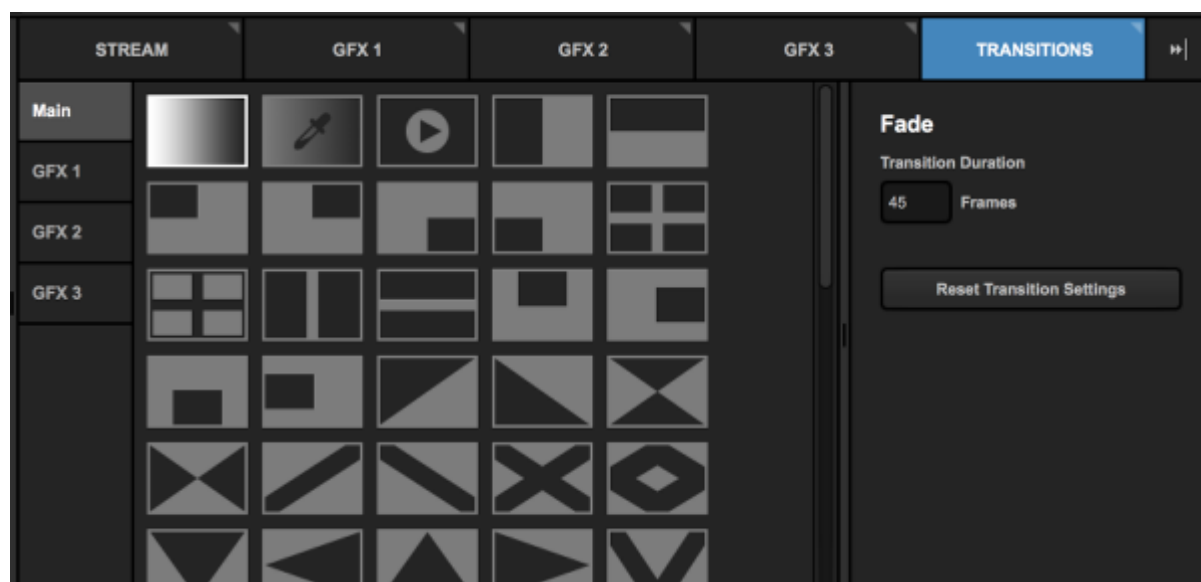 STREAM GFX 1 GFX 2 GFX 3 TRANSITIONS
Main
GFX 1
GFX 2
GFX 3
Fade
Transition Duration
45 Frames
Reset Transition Settings